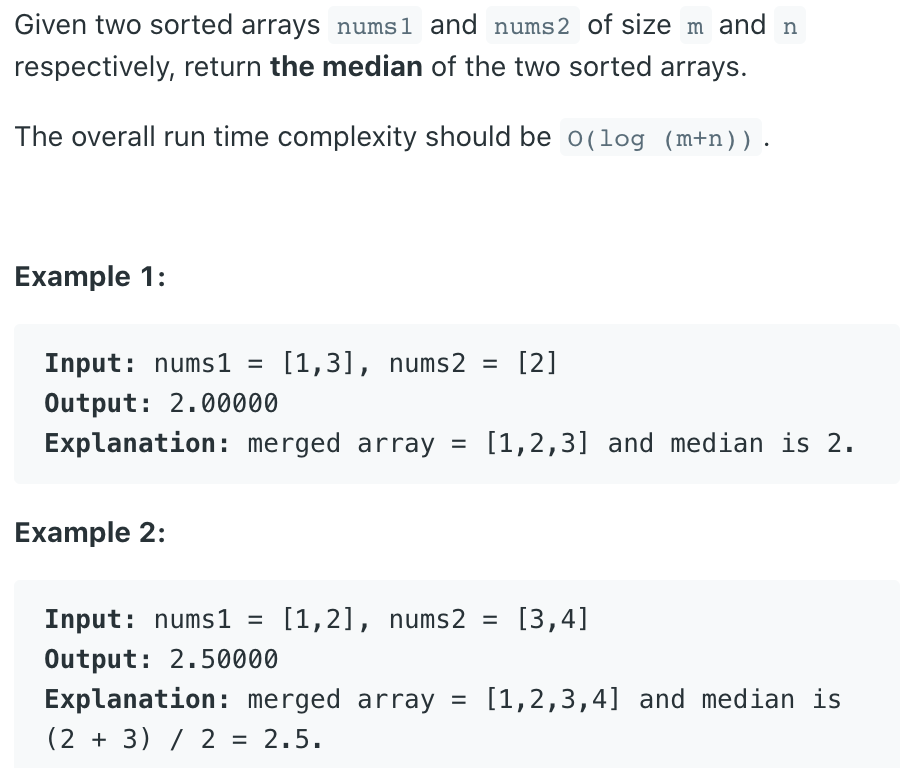 Given two sorted arrays nums1 and nums2 of size m and n
respectively, return the median of the two sorted arrays.
The overall run time complexity should be O(log (m+n)).
Example 1:
Input: nums1 = [1,3], nums2 = [2]
Output: 2.00000
Explanation: merged array = [1,2,3] and median is 2.
Example 2:
Input: nums1 = [1,2], nums2 = [3,4]
Output: 2.50000
Explanation: merged array = [1,2,3,4] and median is
(2 + 3) / 2 = 2.5.